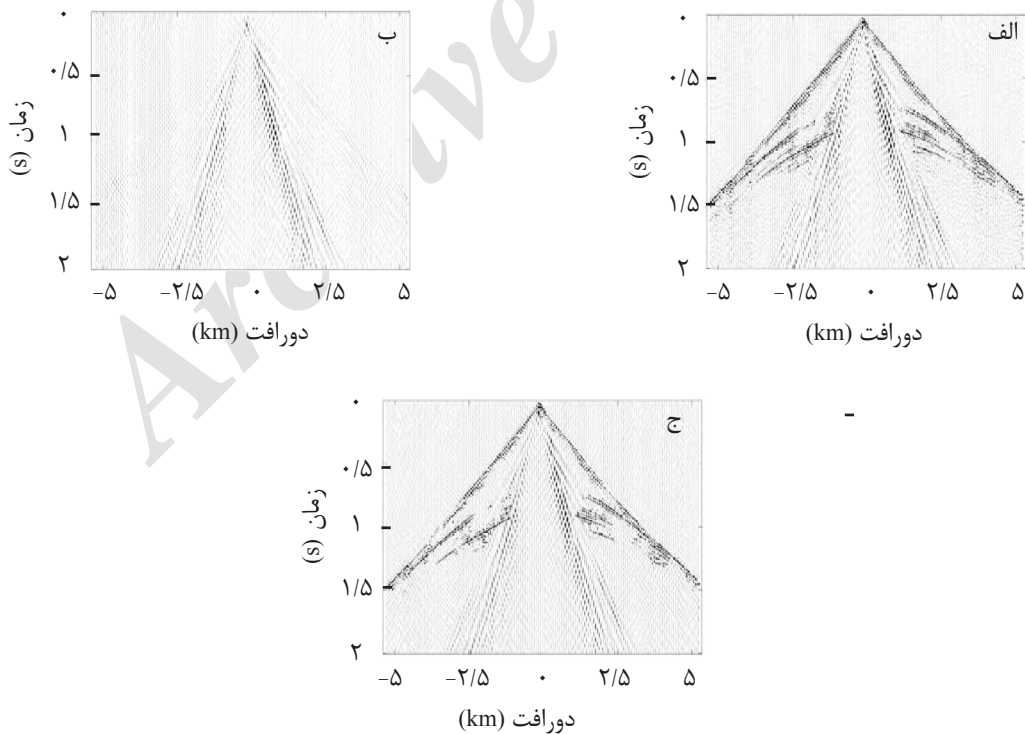 الف
۰
۰/۵
۱
۱/۵
۲
زمان (s)
−۵ −۲/۵ ۰ ۲/۵ ۵
دورافت (km)
ب
۰
۰/۵
۱
۱/۵
۲
زمان (s)
−۵ −۲/۵ ۰ ۲/۵ ۵
دورافت (km)
ج
۰
۰/۵
۱
۱/۵
۲
زمان (s)
−۵ −۲/۵ ۰ ۲/۵ ۵
دورافت (km)
-
Archive